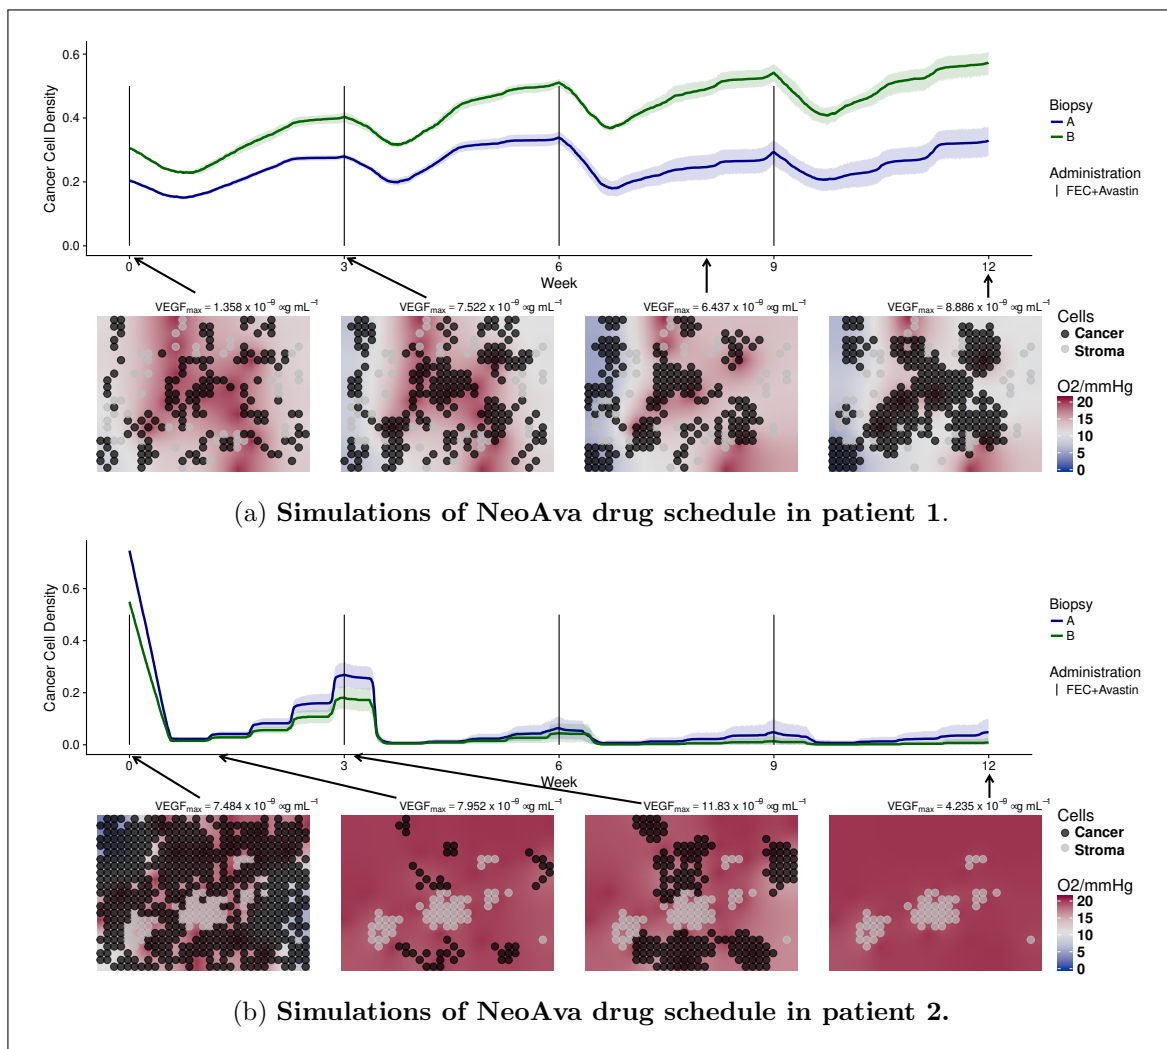 0.6
0.4
0.2
0.0
Cancer Cell Density
0 3 6 9 12
Week
Biopsy
A
B
Administration
FEC+Avastin
VEGFmax = 1.358 x 10⁻⁹ ∝g mL⁻¹
VEGFmax = 7.522 x 10⁻⁹ ∝g mL⁻¹
VEGFmax = 6.437 x 10⁻⁹ ∝g mL⁻¹
VEGFmax = 8.886 x 10⁻⁹ ∝g mL⁻¹
Cells
Cancer
Stroma
O2/mmHg
20
15
10
5
0
(a) Simulations of NeoAva drug schedule in patient 1.
0.6
0.4
0.2
0.0
Cancer Cell Density
0 3 6 9 12
Week
Biopsy
A
B
Administration
FEC+Avastin
VEGFmax = 7.484 x 10⁻⁹ ∝g mL⁻¹
VEGFmax = 7.952 x 10⁻⁹ ∝g mL⁻¹
VEGFmax = 11.83 x 10⁻⁹ ∝g mL⁻¹
VEGFmax = 4.235 x 10⁻⁹ ∝g mL⁻¹
Cells
Cancer
Stroma
O2/mmHg
20
15
10
5
0
(b) Simulations of NeoAva drug schedule in patient 2.